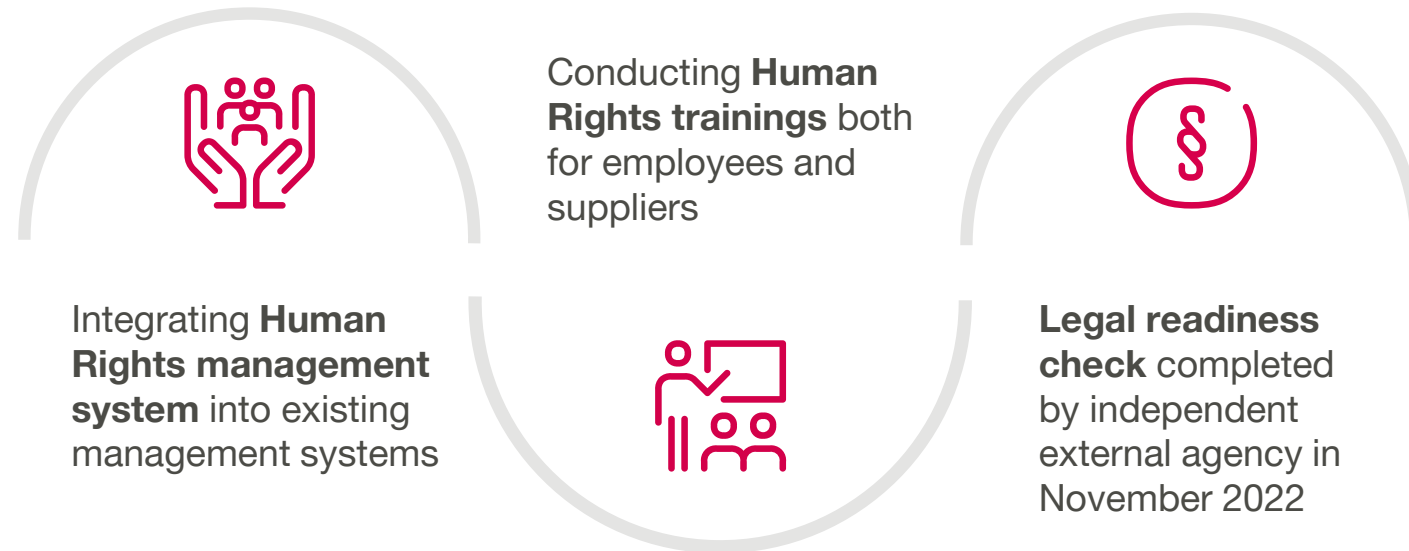 Integrating Human
Rights management
system into existing
management systems
Conducting Human
Rights trainings both
for employees and
suppliers
§
Legal readiness
check completed
by independent
external agency in
November 2022